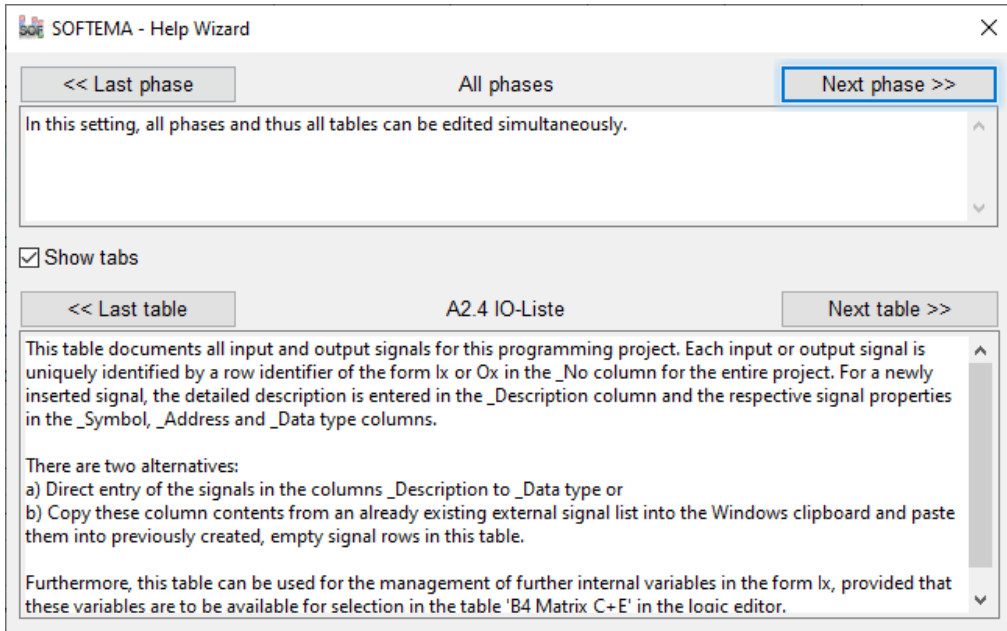 SOFTEMA - Help Wizard
<< Last phase
All phases
Next phase >>
In this setting, all phases and thus all tables can be edited simultaneously.
Show tabs
<< Last table
A2.4 IO-Liste
Next table >>
This table documents all input and output signals for this programming project. Each input or output signal is
uniquely identified by a row identifier of the form Ix or Ox in the _No column for the entire project. For a newly
inserted signal, the detailed description is entered in the _Description column and the respective signal properties
in the _Symbol, _Address and _Data type columns.
There are two alternatives:
a) Direct entry of the signals in the columns _Description to _Data type or
b) Copy these column contents from an already existing external signal list into the Windows clipboard and paste
them into previously created, empty signal rows in this table.
Furthermore, this table can be used for the management of further internal variables in the form Ix, provided that
these variables are to be available for selection in the table 'B4 Matrix C+E' in the logic editor.